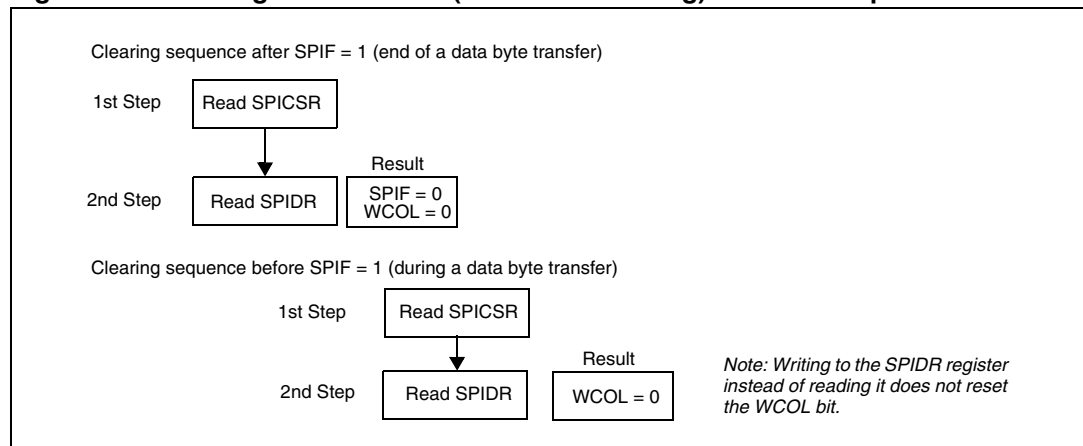 Clearing sequence after SPIF = 1 (end of a data byte transfer)
1st Step
Read SPICSR
Result
2nd Step
Read SPIDR
SPIF = 0
WCOL = 0
Clearing sequence before SPIF = 1 (during a data byte transfer)
1st Step
Read SPICSR
Result
2nd Step
Read SPIDR
WCOL = 0
Note: Writing to the SPIDR register
instead of reading it does not reset
the WCOL bit.